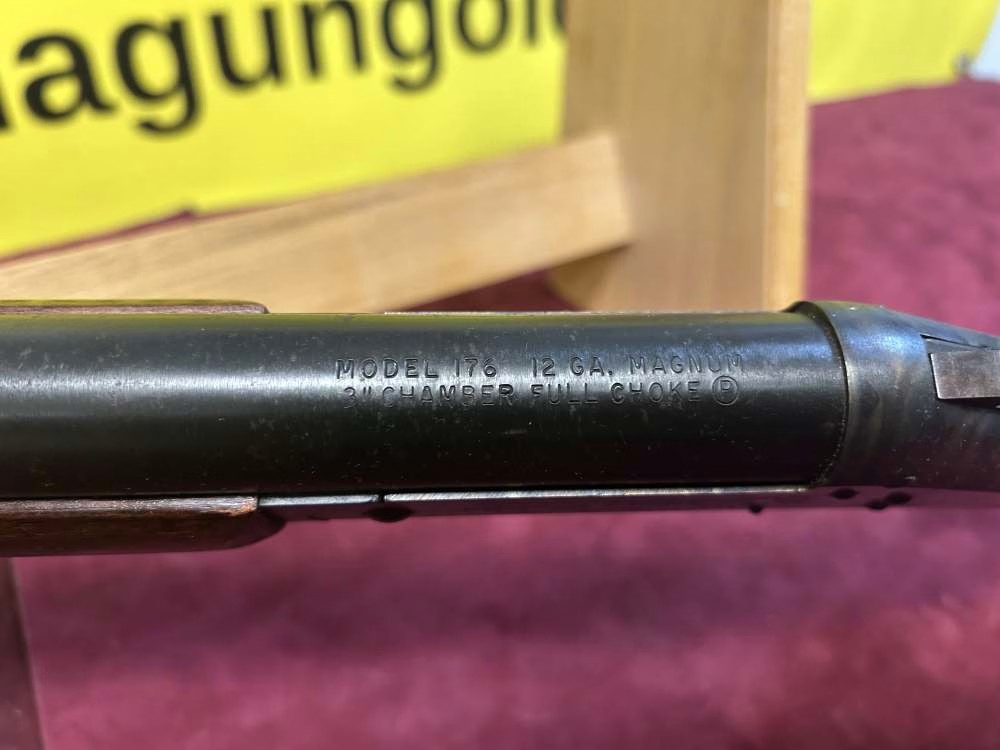 agungold
MODEL 176 12 GA. MAGNUM
3" CHAMBER FULL CHOKE Ⓟ